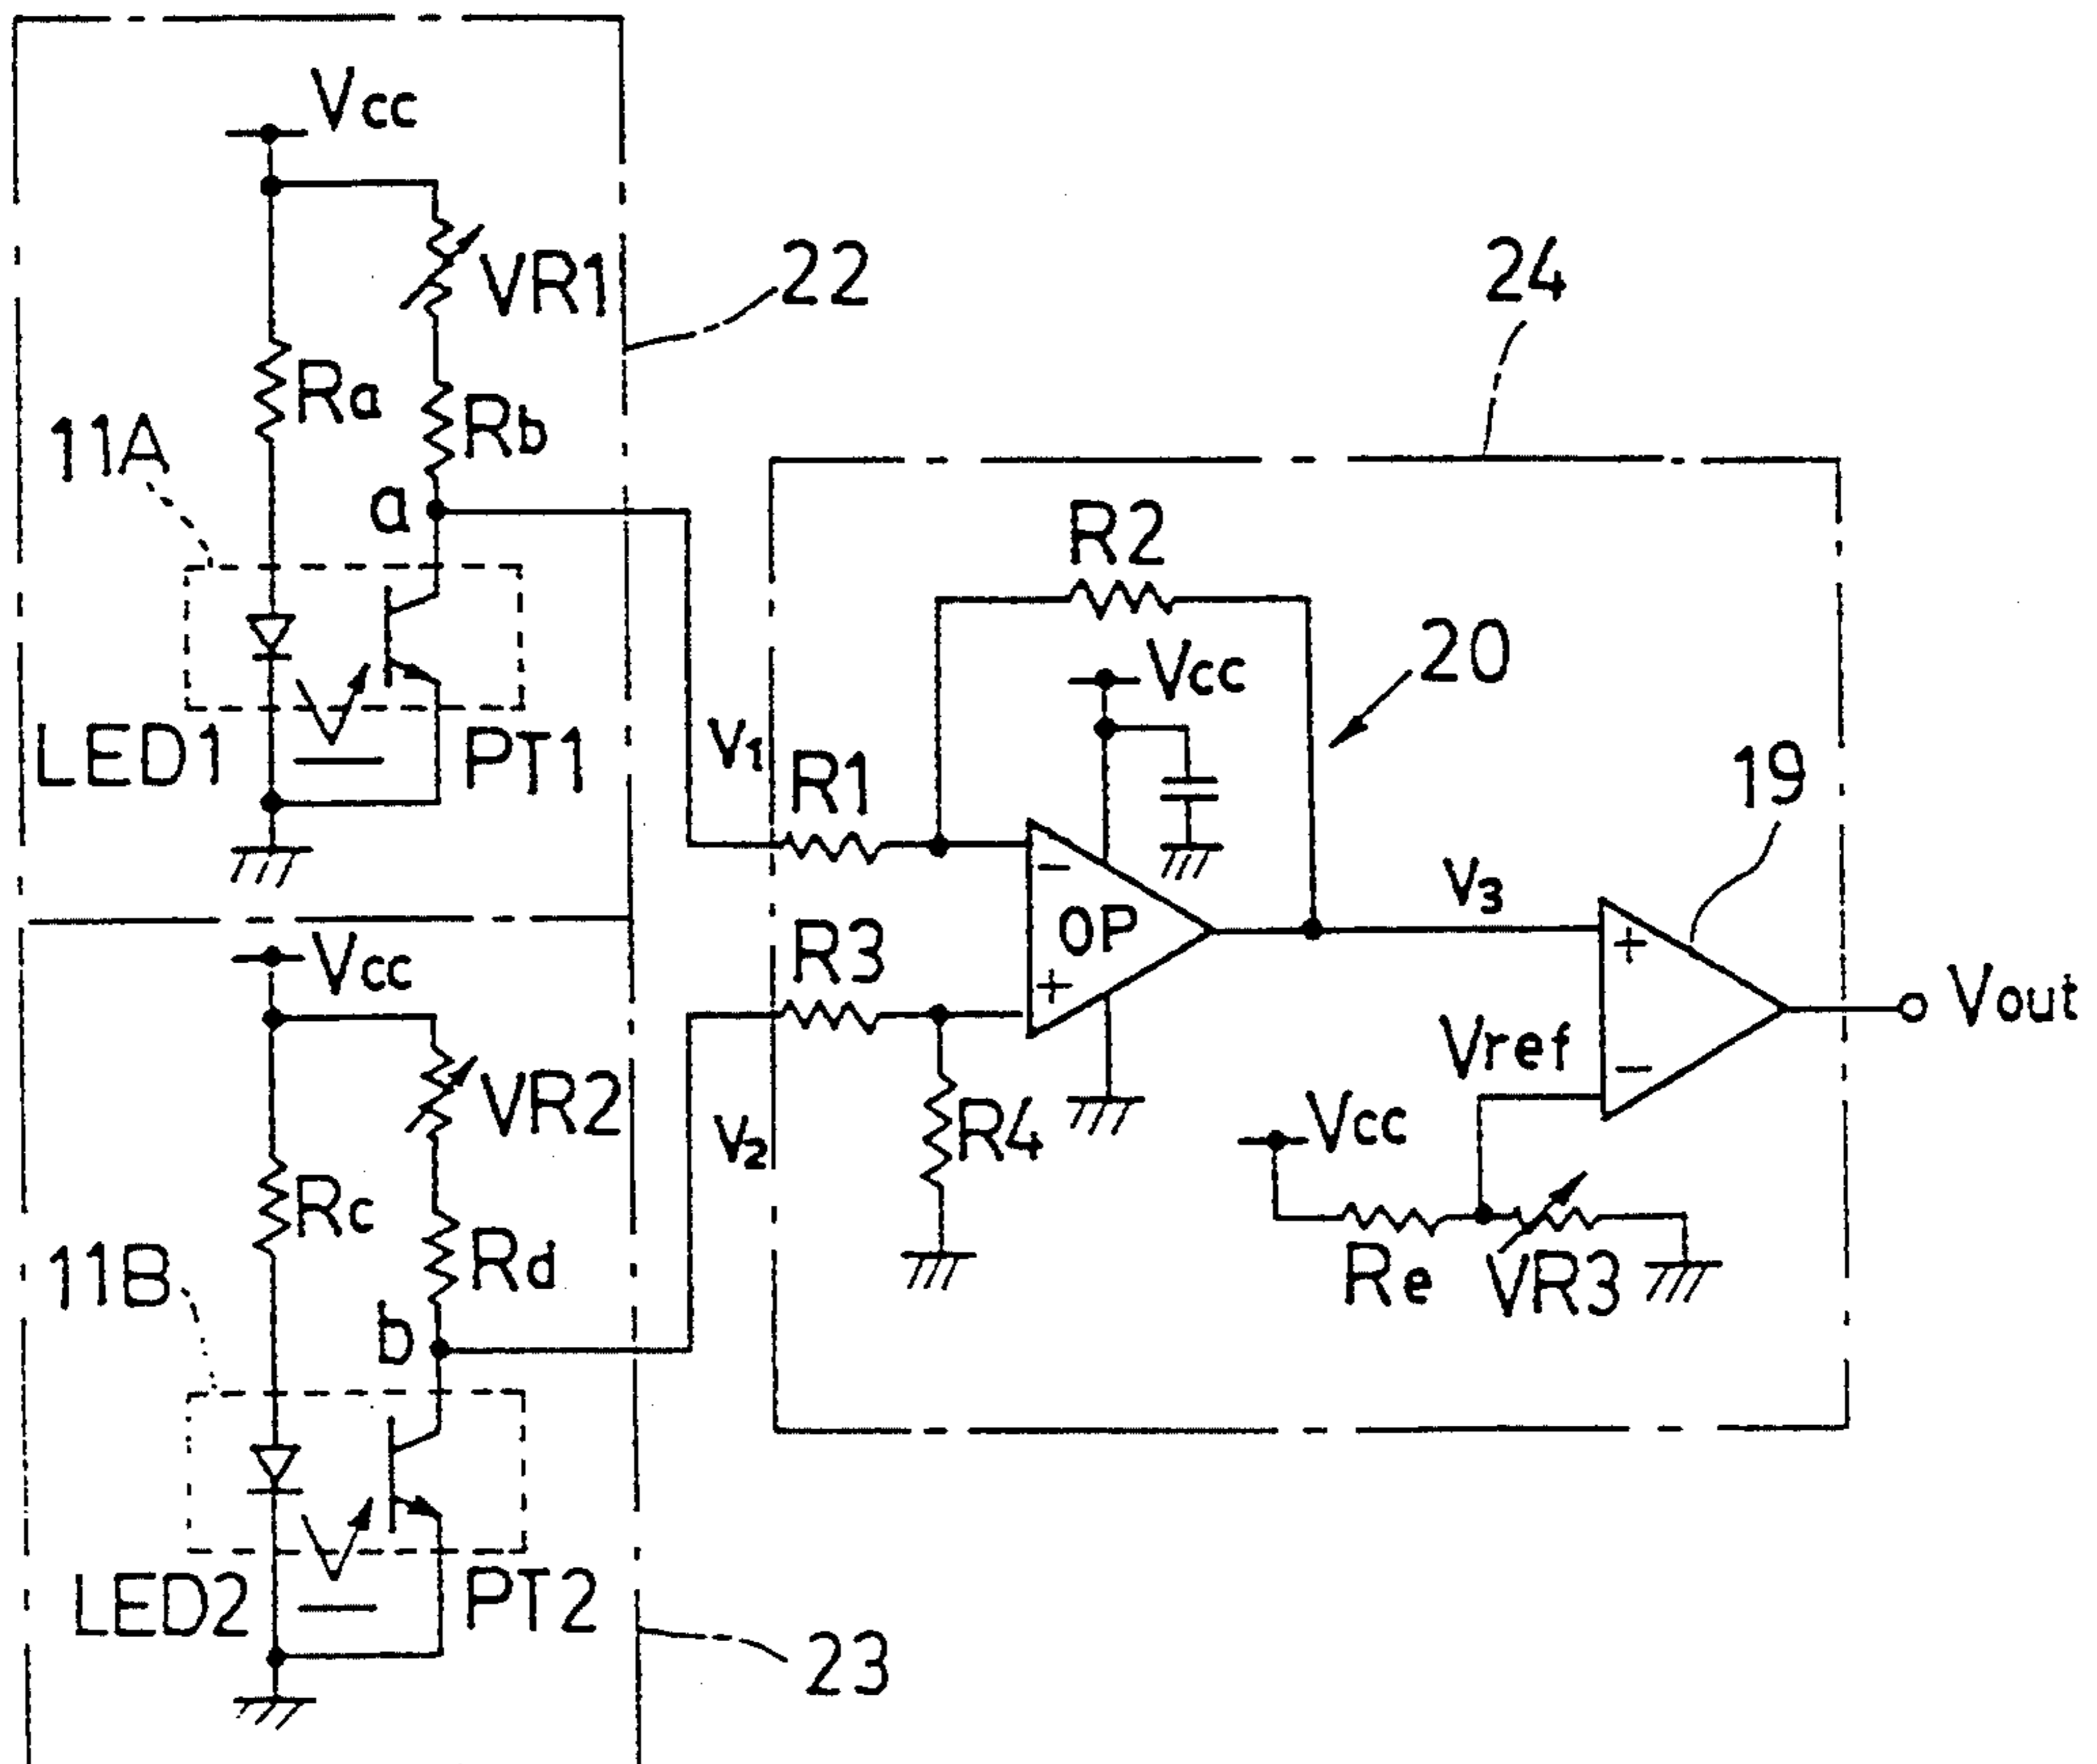 Vcc
VR1
22
24
Ra
Rb
11A
a
R2
20
Vcc
LED1
PT1
V1
R1
19
OP
−
+
V3
+
−
R3
Vcc
Vref
Vout
VR2
V2
R4
Vcc
Rc
Rd
Re
VR3
11B
b
LED2
PT2
23